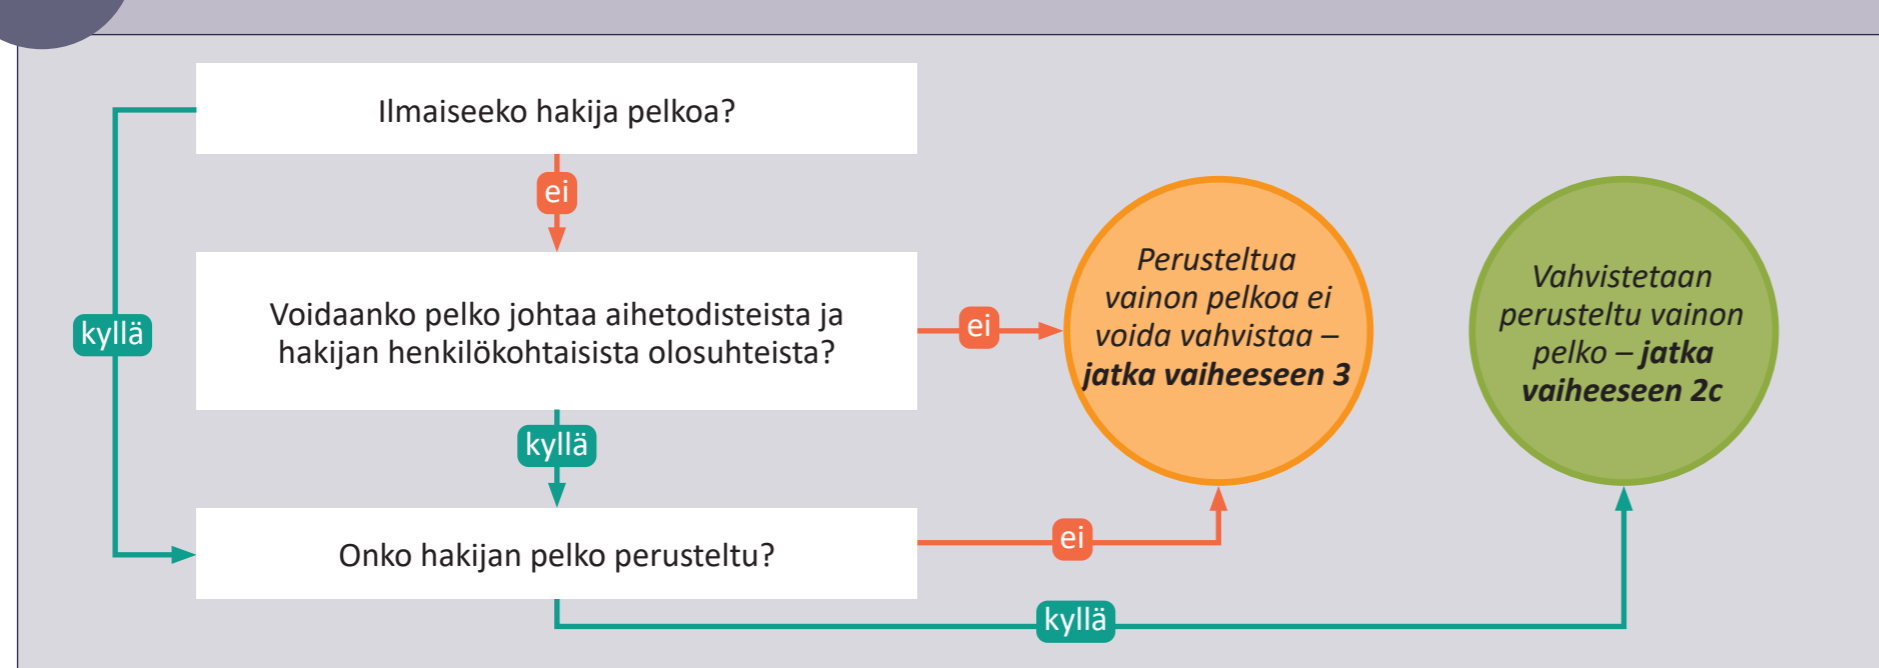 Ilmaiseeko hakija pelkoa?
ei
kyllä
Voidaanko pelko johtaa aihetodisteista ja
hakijan henkilökohtaisista olosuhteista?
ei
kyllä
Onko hakijan pelko perusteltu?
ei
kyllä
Perusteltua
vainon pelkoa ei
voida vahvistaa –
jatka vaiheeseen 3
Vahvistetaan
perusteltu vainon
pelko – jatka
vaiheeseen 2c